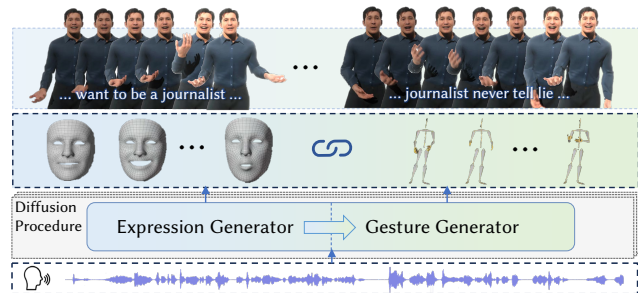 ... want to be a journalist ...
... journalist never tell lie ...
Diffusion
Procedure
Expression Generator
Gesture Generator